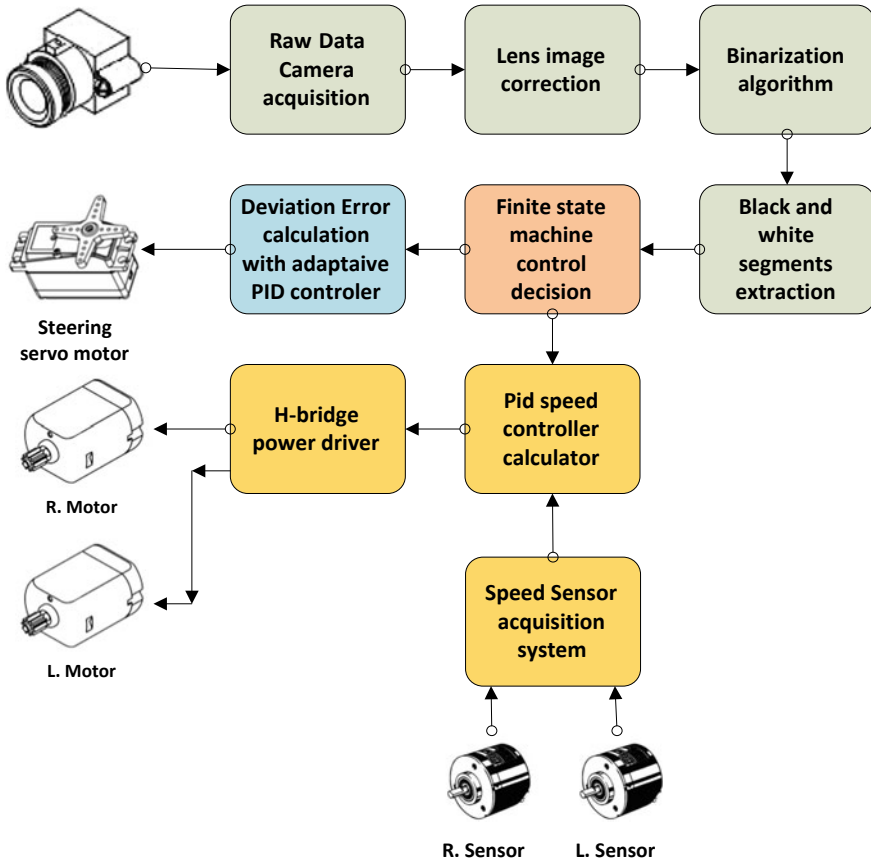 Raw Data
Camera
acquisition
Lens image
correction
Binarization
algorithm
Deviation Error
calculation
with adaptaive
PID controler
Finite state
machine
control
decision
Black and
white
segments
extraction
Steering
servo motor
H-bridge
power driver
Pid speed
controller
calculator
R. Motor
L. Motor
Speed Sensor
acquisition
system
R. Sensor
L. Sensor